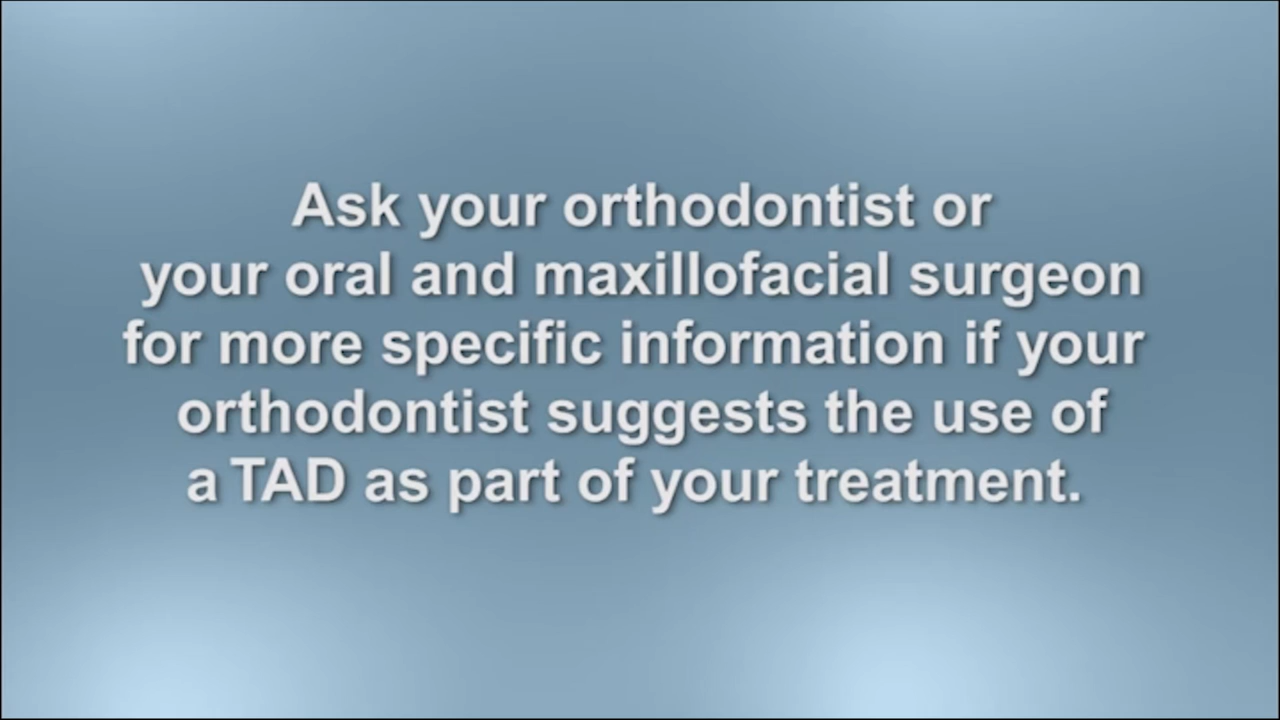 Ask your orthodontist or
your oral and maxillofacial surgeon
for more specific information if your
orthodontist suggests the use of
a TAD as part of your treatment.